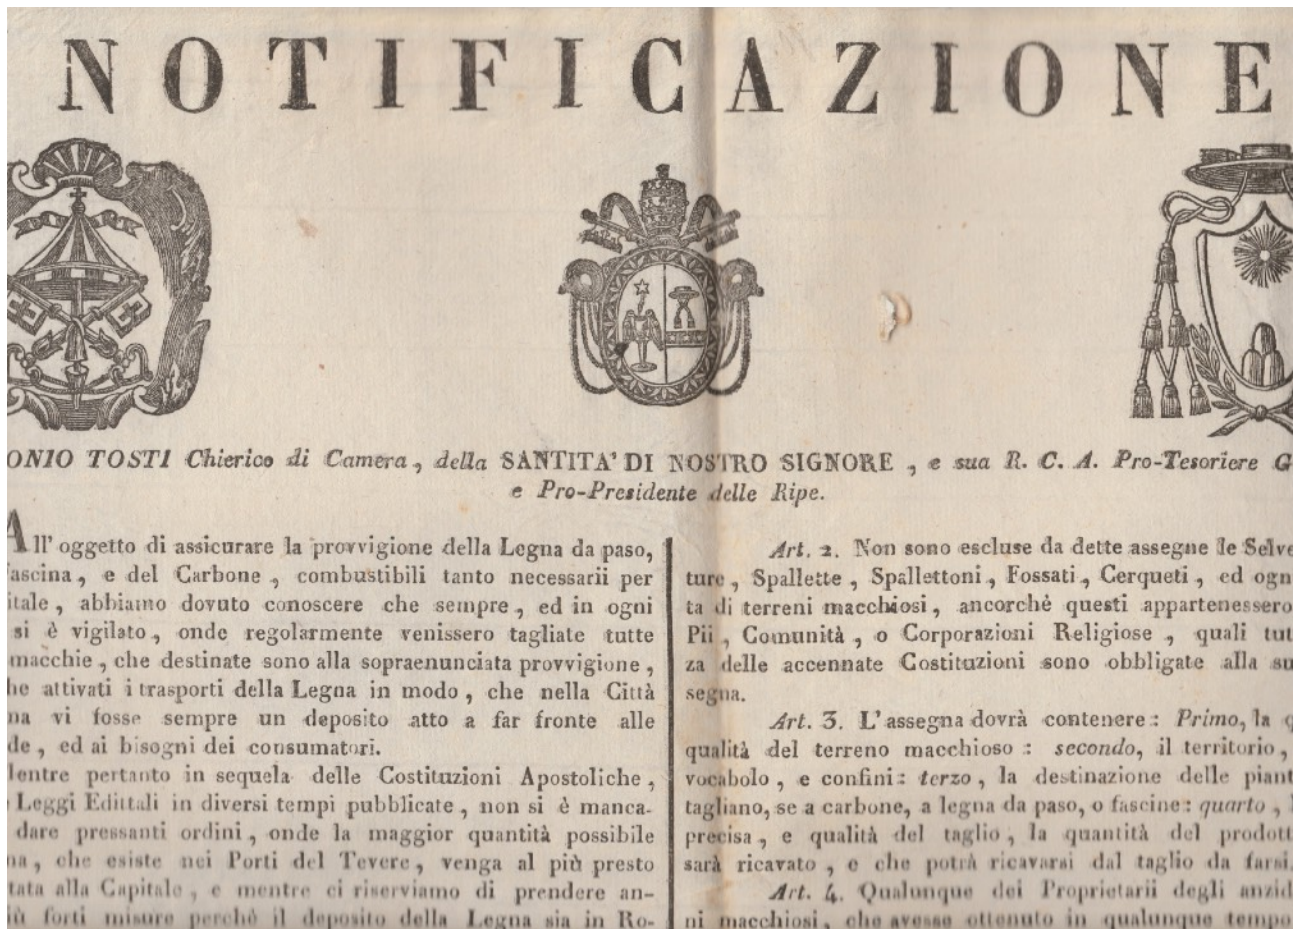 NOTIFICAZIONE
ONIO TOSTI Chierico di Camera, della SANTITA' DI NOSTRO SIGNORE, e sua R. C. A. Pro-Tesoriere G
e Pro-Presidente delle Ripe.
All' oggetto di assicurare la provvigione della Legna da paso,
fascina, e del Carbone, combustibili tanto necessarii per
itale, abbiamo dovuto conoscere che sempre, ed in ogni
si è vigilato, onde regolarmente venissero tagliate tutte
macchie, che destinate sono alla sopraenunciata provvigione,
he attivati i trasporti della Legna in modo, che nella Città
na vi fosse sempre un deposito atto a far fronte alle
de, ed ai bisogni dei consumatori.
lentre pertanto in sequela delle Costituzioni Apostoliche,
Leggi Edittali in diversi tempi pubblicate, non si è manca-
dare pressanti ordini, onde la maggior quantità possibile
na, che esiste nei Porti del Tevere, venga al più presto
tata alla Capitale, e mentre ci riserviamo di prendere an-
iù forti misure perchè il deposito della Legna sia in Ro-
Art. 2. Non sono escluse da dette assegne le Selve
ture, Spallette, Spallettoni, Fossati, Cerqueti, ed ogn
ta di terreni macchiosi, ancorchè questi appartenessero
Pii, Comunità, o Corporazioni Religiose, quali tut
za delle accennate Costituzioni sono obbligate alla su
segna.
Art. 3. L'assegna dovrà contenere: Primo, la q
qualità del terreno macchioso: secondo, il territorio,
vocabolo, e confini: terzo, la destinazione delle piant
tagliano, se a carbone, a legna da paso, o fascine: quarto,
precisa, e qualità del taglio, la quantità del prodott
sarà ricavato, e che potrà ricavarsi dal taglio da farsi.
Art. 4. Qualunque dei Proprietarii degli anzid
ni macchiosi, che avesse ottenuto in qualunque tempo